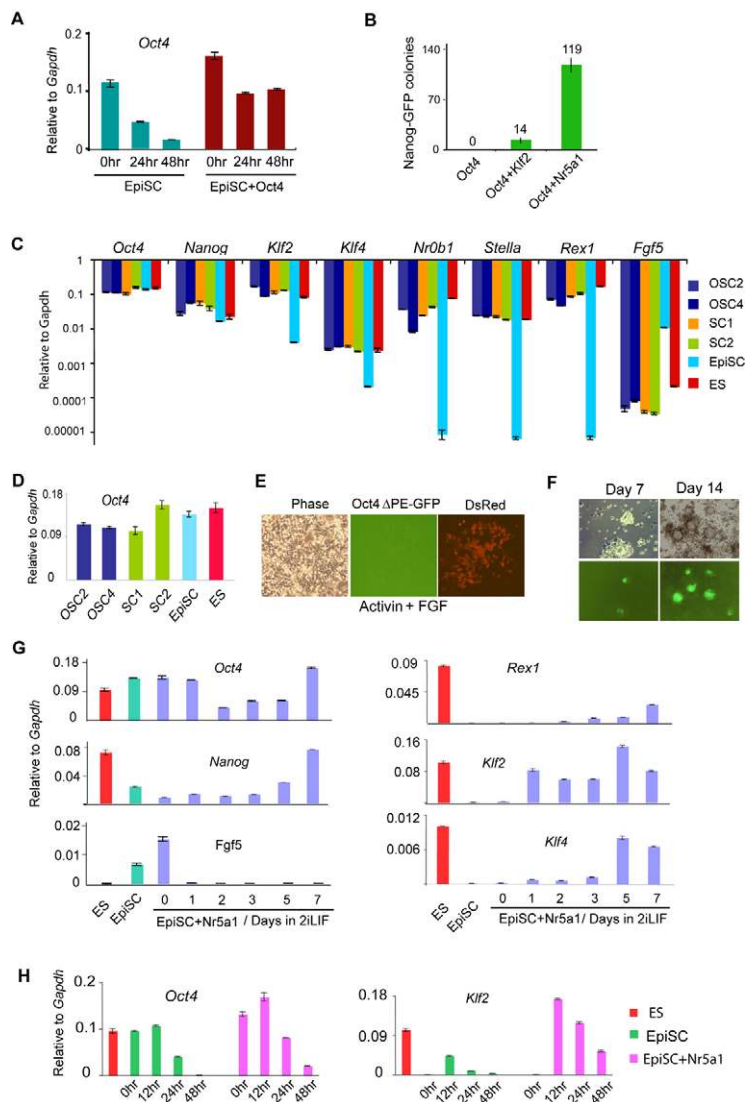 A
Oct4
Relative to Gapdh
0.2
0.1
0
0hr 24hr 48hr 0hr 24hr 48hr
EpiSC EpiSC+Oct4
B
Nanog-GFP colonies
140
70
0
0 14 119
Oct4 Oct4+Klf2 Oct4+Nr5a1
C
Oct4 Nanog Klf2 Klf4 Nr0b1 Stella Rex1 Fgf5
Relative to Gapdh
1
0.1
0.01
0.001
0.0001
0.00001
OSC2
OSC4
SC1
SC2
EpiSC
ES
D
Oct4
Relative to Gapdh
0.18
0.09
0
OSC2 OSC4 SC1 SC2 EpiSC ES
E
Phase Oct4 ΔPE-GFP DsRed
Activin + FGF
F
Day 7 Day 14
G
Relative to Gapdh
Oct4
0.18
0.09
0
Nanog
0.08
0.04
Fgf5
0.02
0.01
0
ES EpiSC 0 1 2 3 5 7
EpiSC+Nr5a1 / Days in 2iLIF
Rex1
0.09
0.045
0
Klf2
0.16
0.08
Klf4
0.012
0.006
ES EpiSC 0 1 2 3 5 7
EpiSC+Nr5a1/ Days in 2iLIF
H
Relative to Gapdh
Oct4
0.2
0.1
0
0hr 12hr 24hr 48hr 0hr 12hr 24hr 48hr
Klf2
0.18
0.09
0
0hr 12hr 24hr 48hr 0hr 12hr 24hr 48hr
ES
EpiSC
EpiSC+Nr5a1